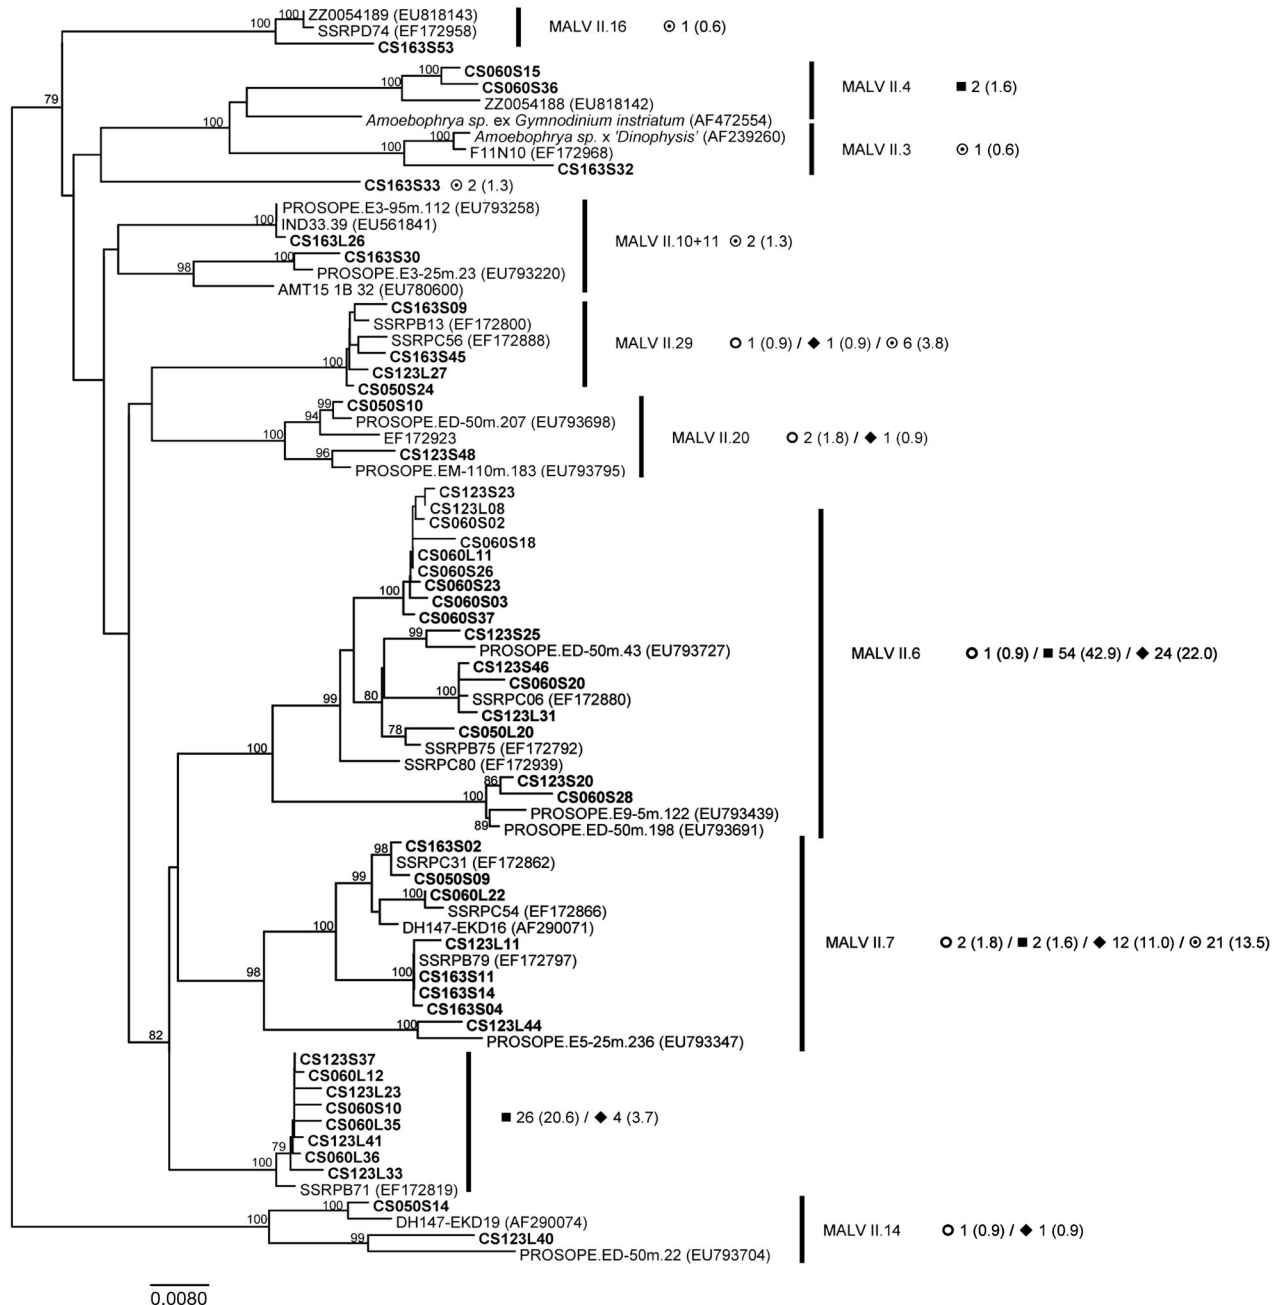 100
ZZ0054189 (EU818143)
100
SSRPD74 (EF172958)
CS163S53
MALV II.16 ⊙ 1 (0.6)
79
100
CS060S15
100
CS060S36
ZZ0054188 (EU818142)
MALV II.4 ■ 2 (1.6)
100
Amoebophrya sp. ex Gymnodinium instriatum (AF472554)
100
Amoebophrya sp. x 'Dinophysis' (AF239260)
100
F11N10 (EF172968)
CS163S32
MALV II.3 ⊙ 1 (0.6)
CS163S33 ⊙ 2 (1.3)
PROSOPE.E3-95m.112 (EU793258)
100
IND33.39 (EU561841)
CS163L26
MALV II.10+11 ⊙ 2 (1.3)
100
CS163S30
98
PROSOPE.E3-25m.23 (EU793220)
AMT15 1B 32 (EU780600)
CS163S09
SSRPB13 (EF172800)
SSRPC56 (EF172888)
MALV II.29 ○ 1 (0.9) / ◆ 1 (0.9) / ⊙ 6 (3.8)
CS163S45
100
CS123L27
CS050S24
99
CS050S10
94
PROSOPE.ED-50m.207 (EU793698)
100
EF172923
MALV II.20 ○ 2 (1.8) / ◆ 1 (0.9)
96
CS123S48
PROSOPE.EM-110m.183 (EU793795)
CS123S23
CS123L08
CS060S02
CS060S18
CS060L11
CS060S26
CS060S23
100
CS060S03
CS060S37
99
CS123S25
PROSOPE.ED-50m.43 (EU793727)
MALV II.6 ○ 1 (0.9) / ■ 54 (42.9) / ◆ 24 (22.0)
CS123S46
CS060S20
99
80
100
SSRPC06 (EF172880)
CS123L31
78
CS050L20
SSRPB75 (EF172792)
100
SSRPC80 (EF172939)
86
CS123S20
100
CS060S28
PROSOPE.E9-5m.122 (EU793439)
89
PROSOPE.ED-50m.198 (EU793691)
98
CS163S02
SSRPC31 (EF172862)
99
CS050S09
100
CS060L22
SSRPC54 (EF172866)
100
DH147-EKD16 (AF290071)
CS123L11
MALV II.7 ○ 2 (1.8) / ■ 2 (1.6) / ◆ 12 (11.0) / ⊙ 21 (13.5)
SSRPB79 (EF172797)
98
100
CS163S11
CS163S14
CS163S04
100
CS123L44
82
PROSOPE.E5-25m.236 (EU793347)
CS123S37
CS060L12
CS123L23
CS060S10
CS060L35
■ 26 (20.6) / ◆ 4 (3.7)
CS123L41
79
CS060L36
100
CS123L33
SSRPB71 (EF172819)
100
CS050S14
100
DH147-EKD19 (AF290074)
MALV II.14 ○ 1 (0.9) / ◆ 1 (0.9)
99
CS123L40
PROSOPE.ED-50m.22 (EU793704)
0.0080